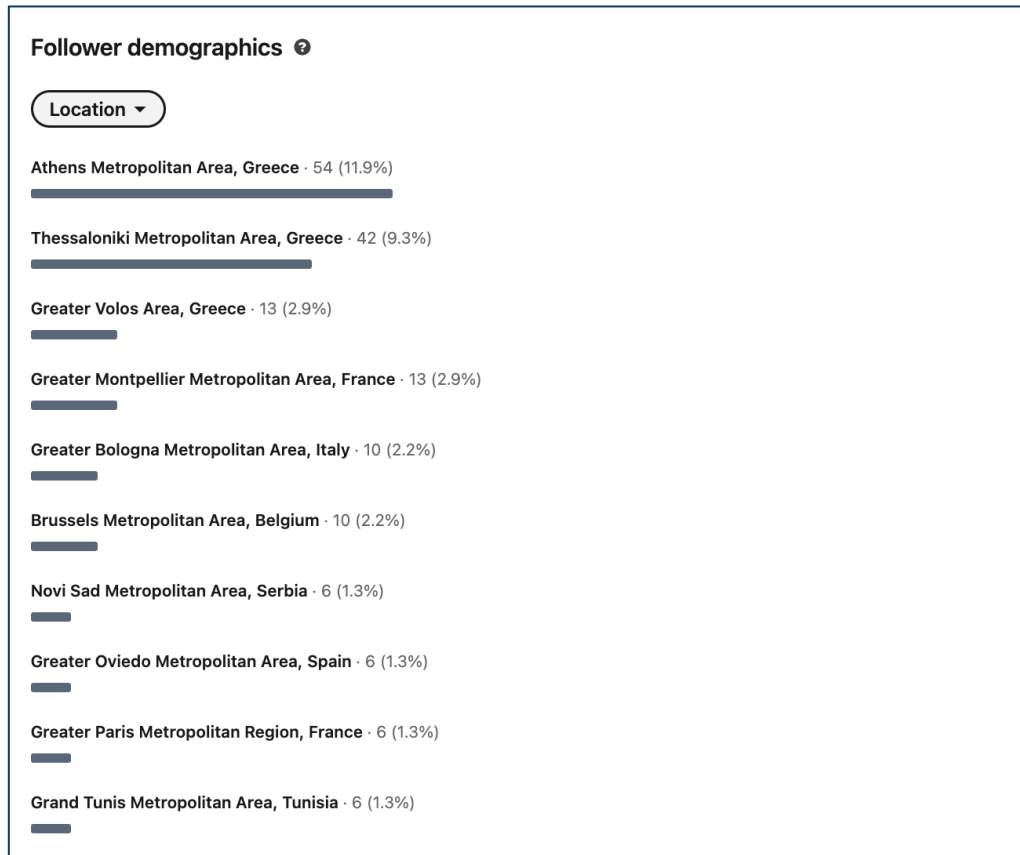 Follower demographics
Location
Athens Metropolitan Area, Greece · 54 (11.9%)
Thessaloniki Metropolitan Area, Greece · 42 (9.3%)
Greater Volos Area, Greece · 13 (2.9%)
Greater Montpellier Metropolitan Area, France · 13 (2.9%)
Greater Bologna Metropolitan Area, Italy · 10 (2.2%)
Brussels Metropolitan Area, Belgium · 10 (2.2%)
Novi Sad Metropolitan Area, Serbia · 6 (1.3%)
Greater Oviedo Metropolitan Area, Spain · 6 (1.3%)
Greater Paris Metropolitan Region, France · 6 (1.3%)
Grand Tunis Metropolitan Area, Tunisia · 6 (1.3%)